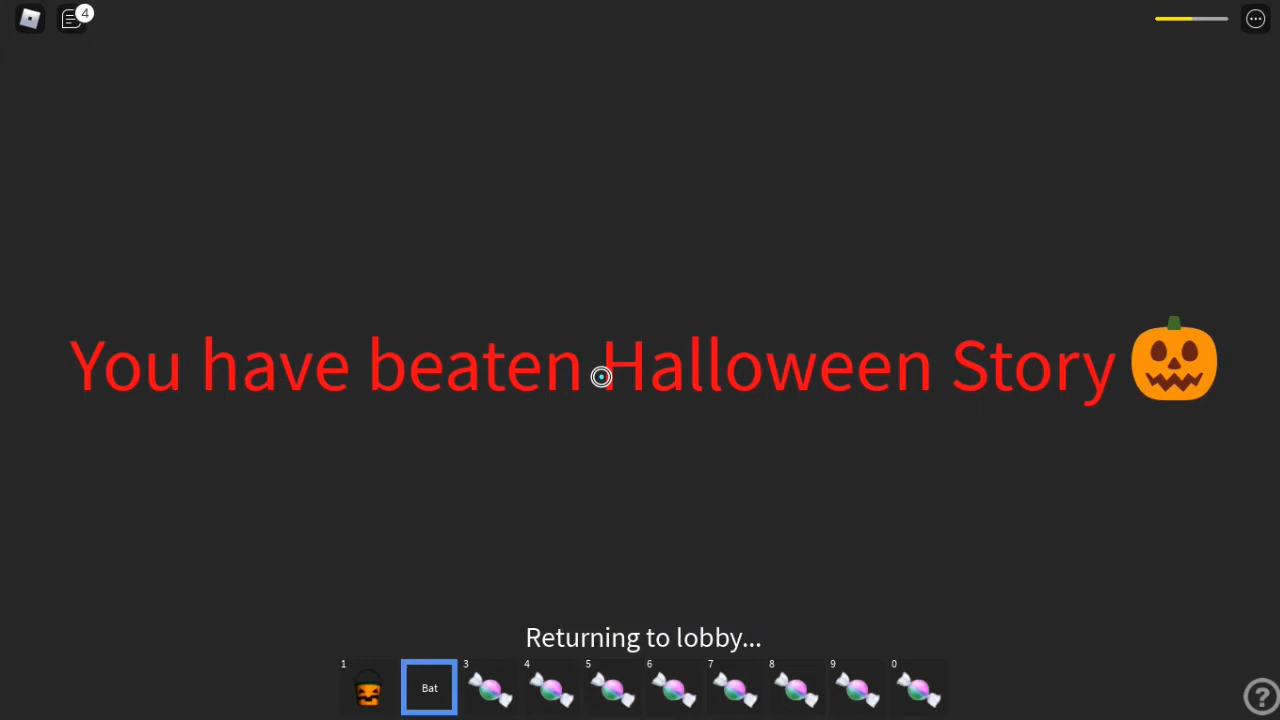 4
You have beaten Halloween Story🎃
Returning to lobby...
1 Bat 3 4 5 6 7 8 9 0
?